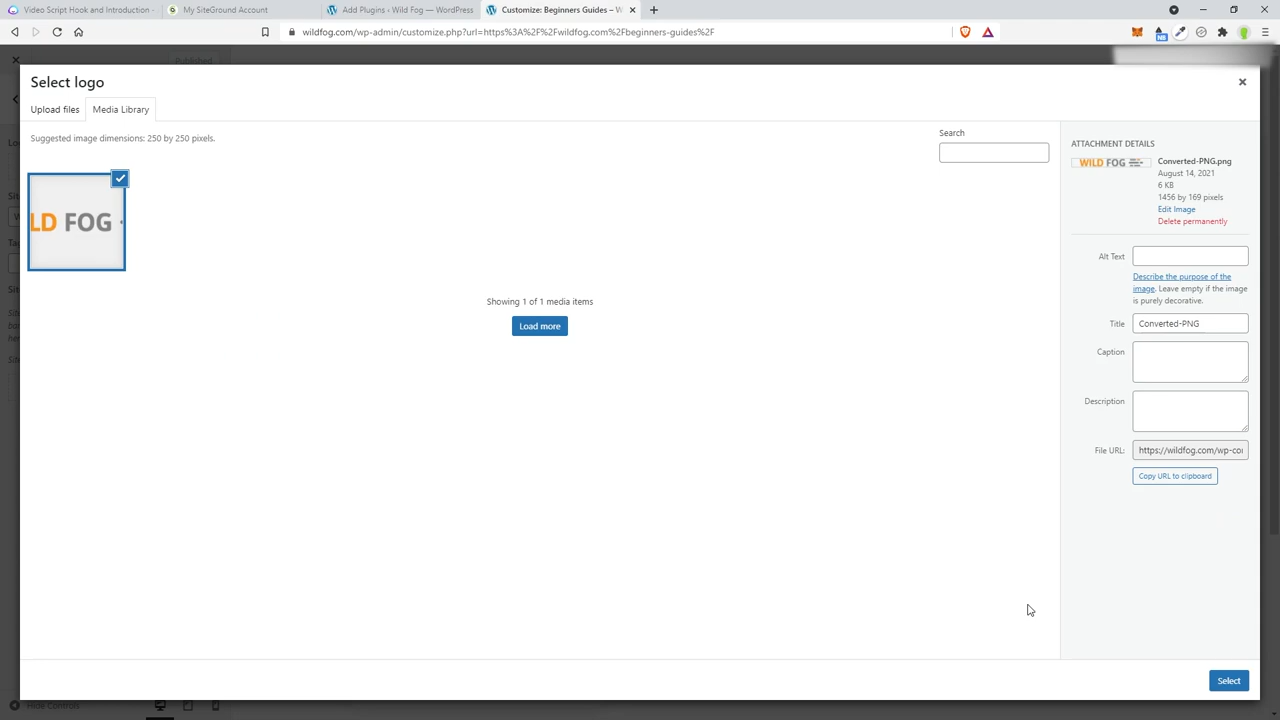 Video Script Hook and Introduction -
My SiteGround Account
Add Plugins ‹ Wild Fog — WordPress
Customize: Beginners Guides – W
wildfog.com/wp-admin/customize.php?url=https%3A%2F%2Fwildfog.com%2Fbeginners-guides%2F
Published
Select logo
Upload files
Media Library
Suggested image dimensions: 250 by 250 pixels.
Search
LD FOG
Showing 1 of 1 media items
Load more
ATTACHMENT DETAILS
WILD FOG
Converted-PNG.png
August 14, 2021
6 KB
1456 by 169 pixels
Edit Image
Delete permanently
Alt Text
Describe the purpose of the
image. Leave empty if the image
is purely decorative.
Title
Converted-PNG
Caption
Description
File URL:
https://wildfog.com/wp-co
Copy URL to clipboard
Select
Hide Controls